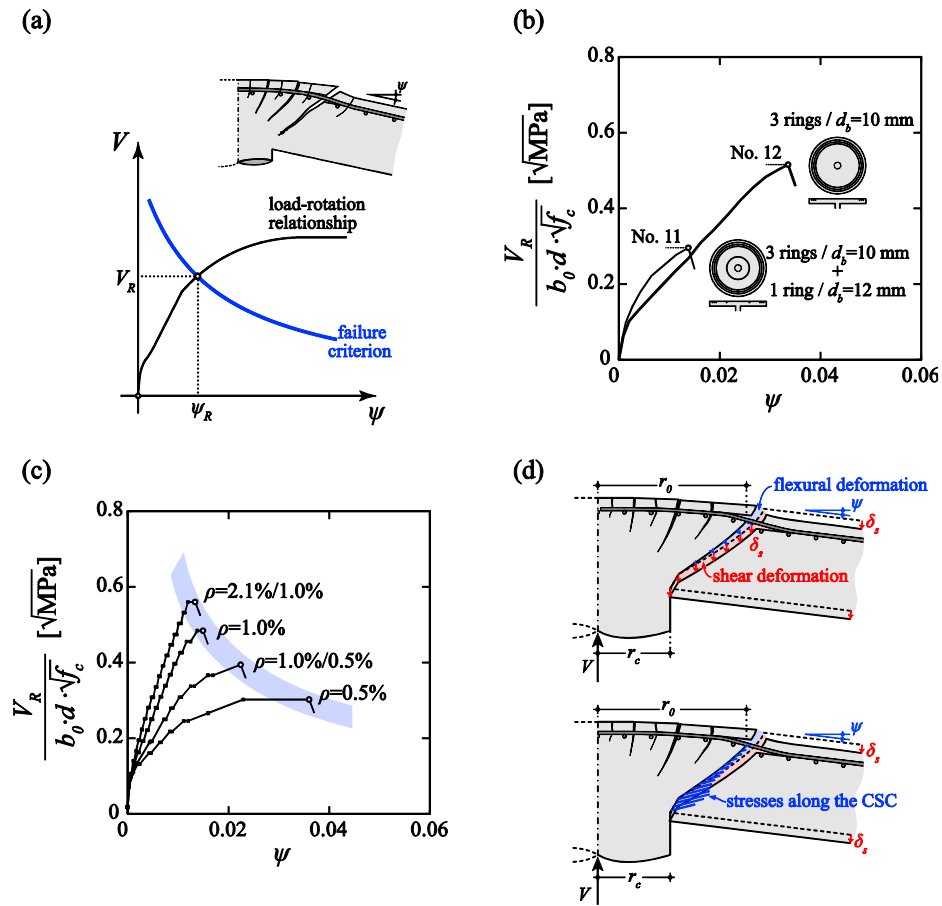 (a)
ψ
V
load-rotation
relationship
V_R
failure
criterion
ψ_R
ψ
(b)
V_R
b_0·d·√f_c
[√MPa]
0.8
0.6
0.4
0.2
0
0
0.02
0.04
0.06
ψ
3 rings / d_b=10 mm
No. 12
No. 11
3 rings / d_b=10 mm
+
1 ring / d_b=12 mm
(c)
V_R
b_0·d·√f_c
[√MPa]
0.8
0.6
0.4
0.2
0
0
0.02
0.04
0.06
ψ
ρ=2.1%/1.0%
ρ=1.0%
ρ=1.0%/0.5%
ρ=0.5%
(d)
r_0
flexural deformation
ψ
δ_s
δ_s
shear deformation
V
r_c
r_0
ψ
δ_s
stresses along the CSC
δ_s
V
r_c